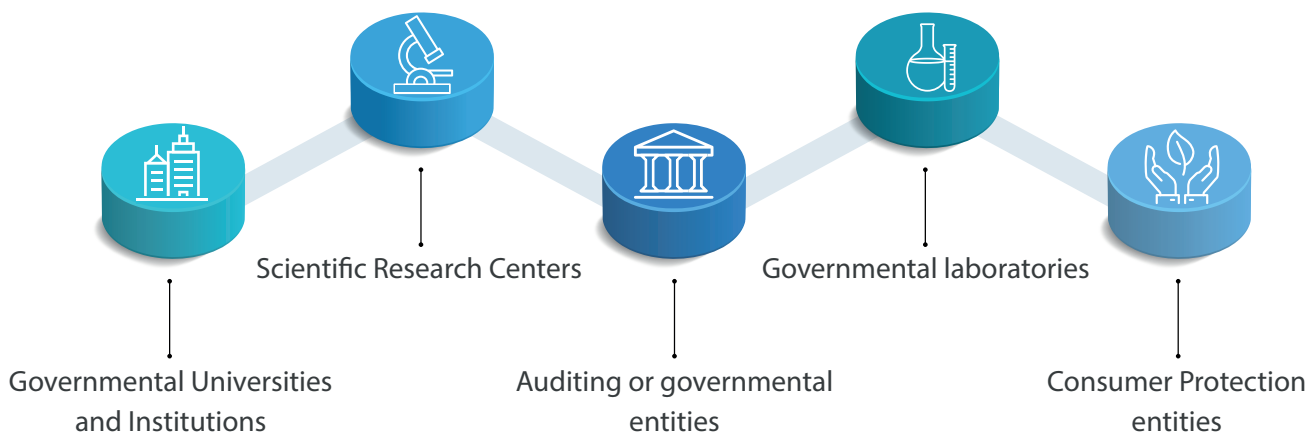 Scientific Research Centers
Governmental laboratories
Governmental Universities
and Institutions
Auditing or governmental
entities
Consumer Protection
entities